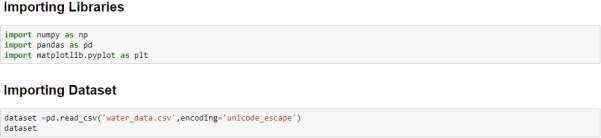 Importing Libraries
import numpy as np
import pandas as pd
import matplotlib.pyplot as plt
Importing Dataset
dataset =pd.read_csv('water_data.csv',encoding='unicode_escape')
dataset